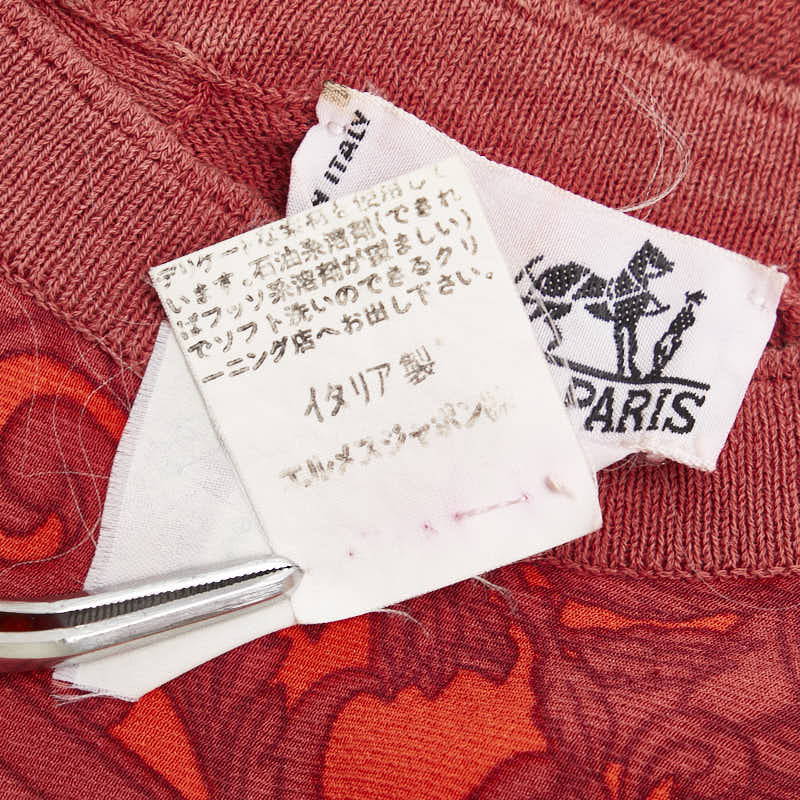 デリケートな素材を使用して
います。石油系溶剤(できれ
ばフッソ系溶剤が望ましい)
でソフト洗いのできるクリ
ーニング店へお出し下さい。
イタリア製
エルメスジャパン㈱
ITALY
PARIS